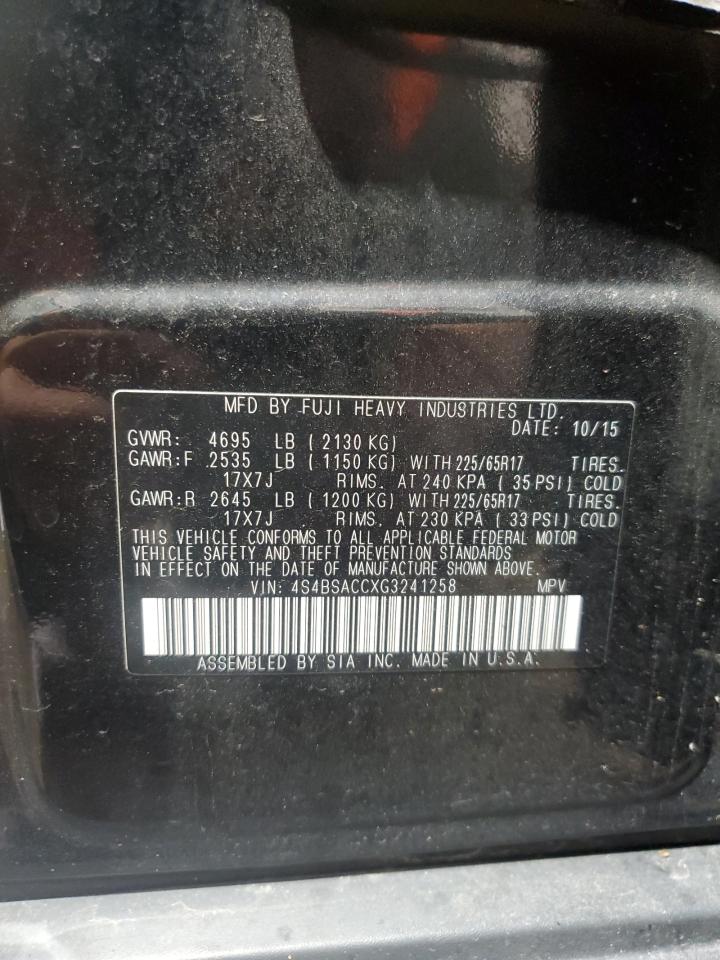 MFD BY FUJI HEAVY INDUSTRIES LTD.
DATE: 10/15
GVWR: 4695 LB (2130 KG)
GAWR:F 2535 LB (1150 KG) WITH 225/65R17 TIRES.
17X7J RIMS. AT 240 KPA (35 PSI) COLD
GAWR:R 2645 LB (1200 KG) WITH 225/65R17 TIRES.
17X7J RIMS. AT 230 KPA (33 PSI) COLD
THIS VEHICLE CONFORMS TO ALL APPLICABLE FEDERAL MOTOR
VEHICLE SAFETY AND THEFT PREVENTION STANDARDS
IN EFFECT ON THE DATE OF MANUFACTURE SHOWN ABOVE.
VIN: 4S4BSACCXG3241258 MPV
ASSEMBLED BY SIA INC. MADE IN U.S.A.